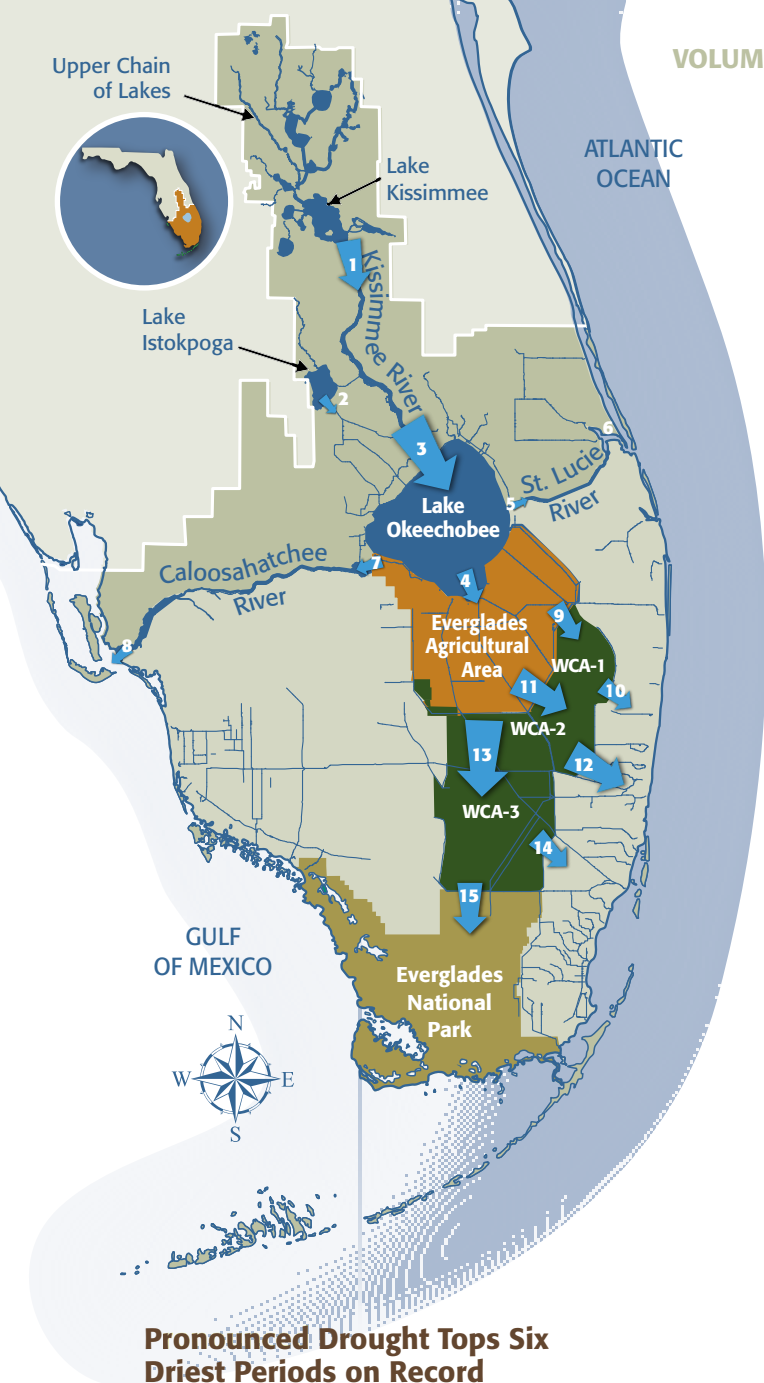 VOLUM
Upper Chain
of Lakes
ATLANTIC
OCEAN
Lake
Kissimmee
1
Kissimmee River
Lake
Istokpoga
2
3
6
St. Lucie
River
5
Lake
Okeechobee
7
Caloosahatchee
River
4
8
Everglades
Agricultural
Area
9
WCA-1
10
11
WCA-2
12
13
WCA-3
14
15
GULF
OF MEXICO
Everglades
National
Park
N
W
E
S
Pronounced Drought Tops Six
Driest Periods on Record